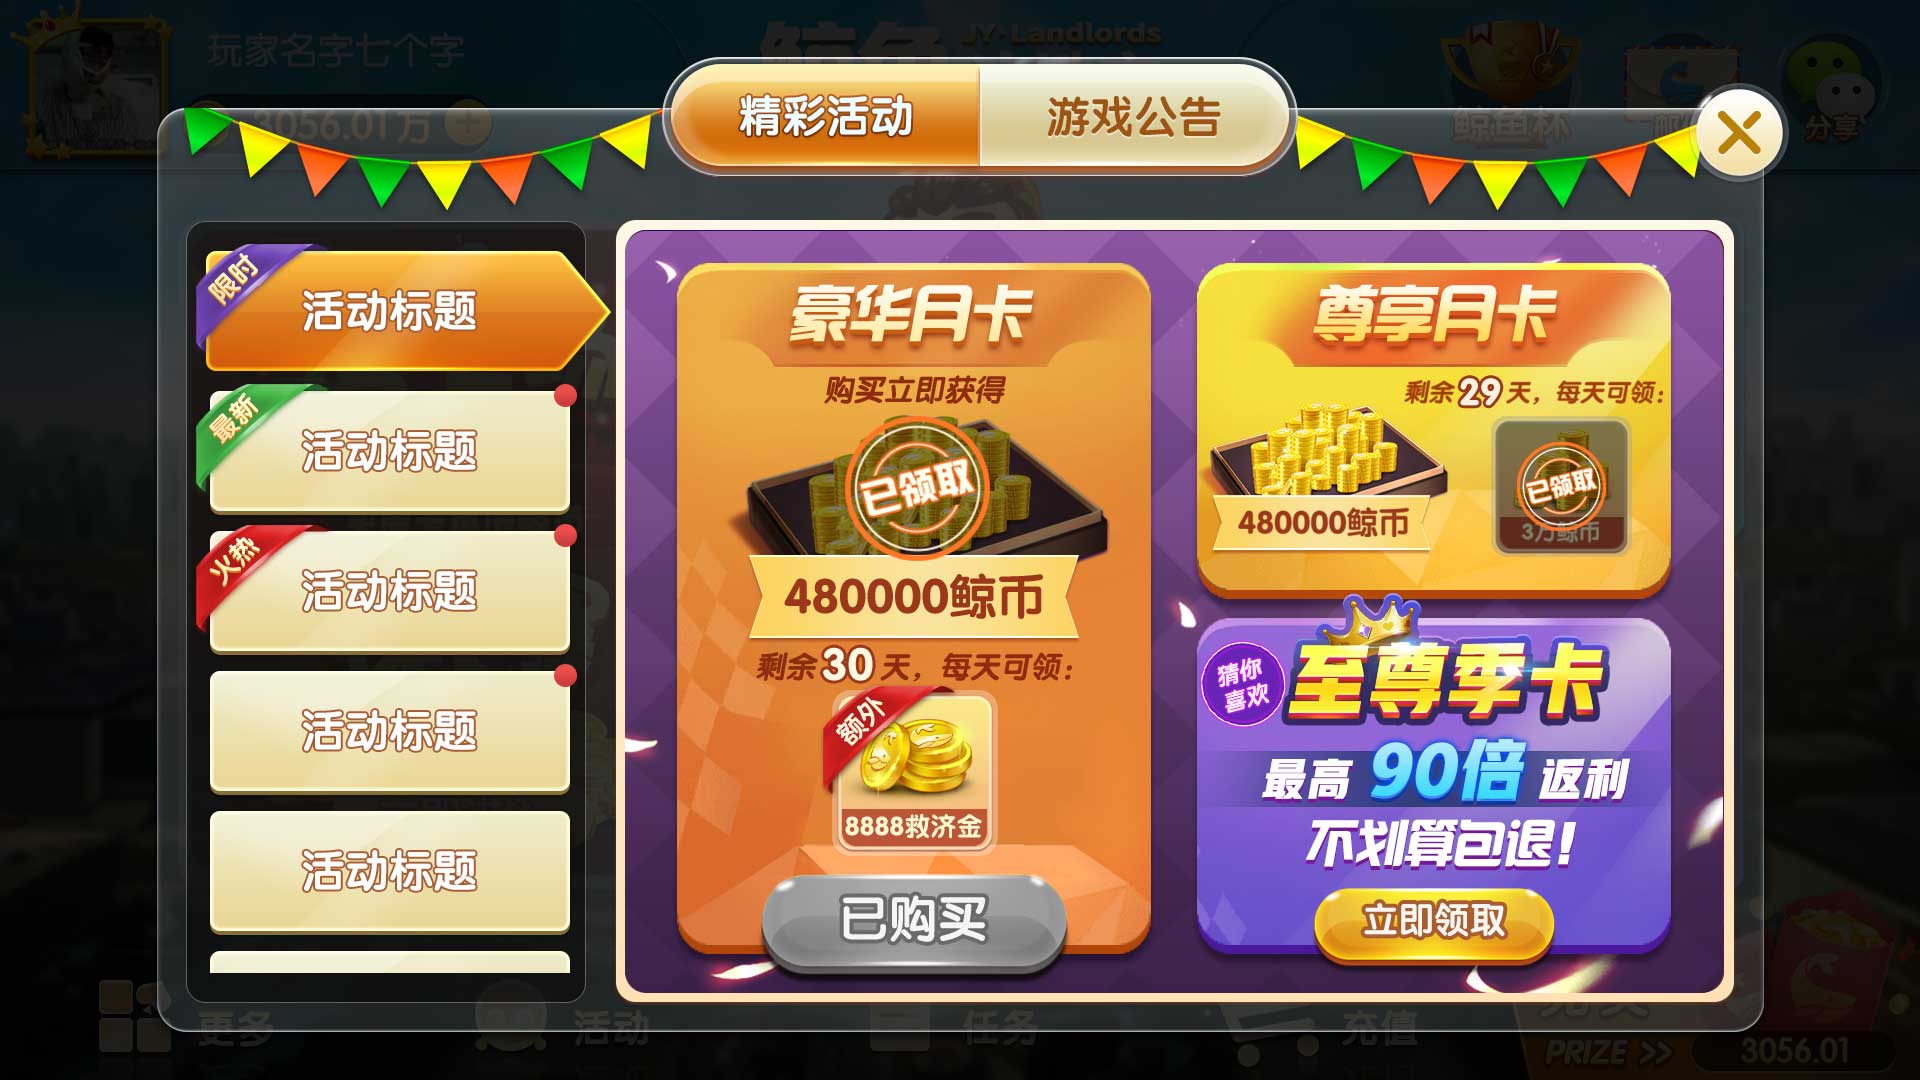 玩家名字七个字
JY·Landlords
3056.01万
鲸鱼杯
邮
分享
精彩活动
游戏公告
限时
活动标题
最新
活动标题
火热
活动标题
活动标题
活动标题
豪华月卡
购买立即获得
已领取
480000鲸币
剩余30天，每天可领：
额外
8888救济金
已购买
尊享月卡
剩余29天，每天可领：
480000鲸币
已领取
3万鲸币
猜你
喜欢
至尊季卡
最高 90倍 返利
不划算包退！
立即领取
更多
活动
任务
充值
PRIZE >>
3056.01